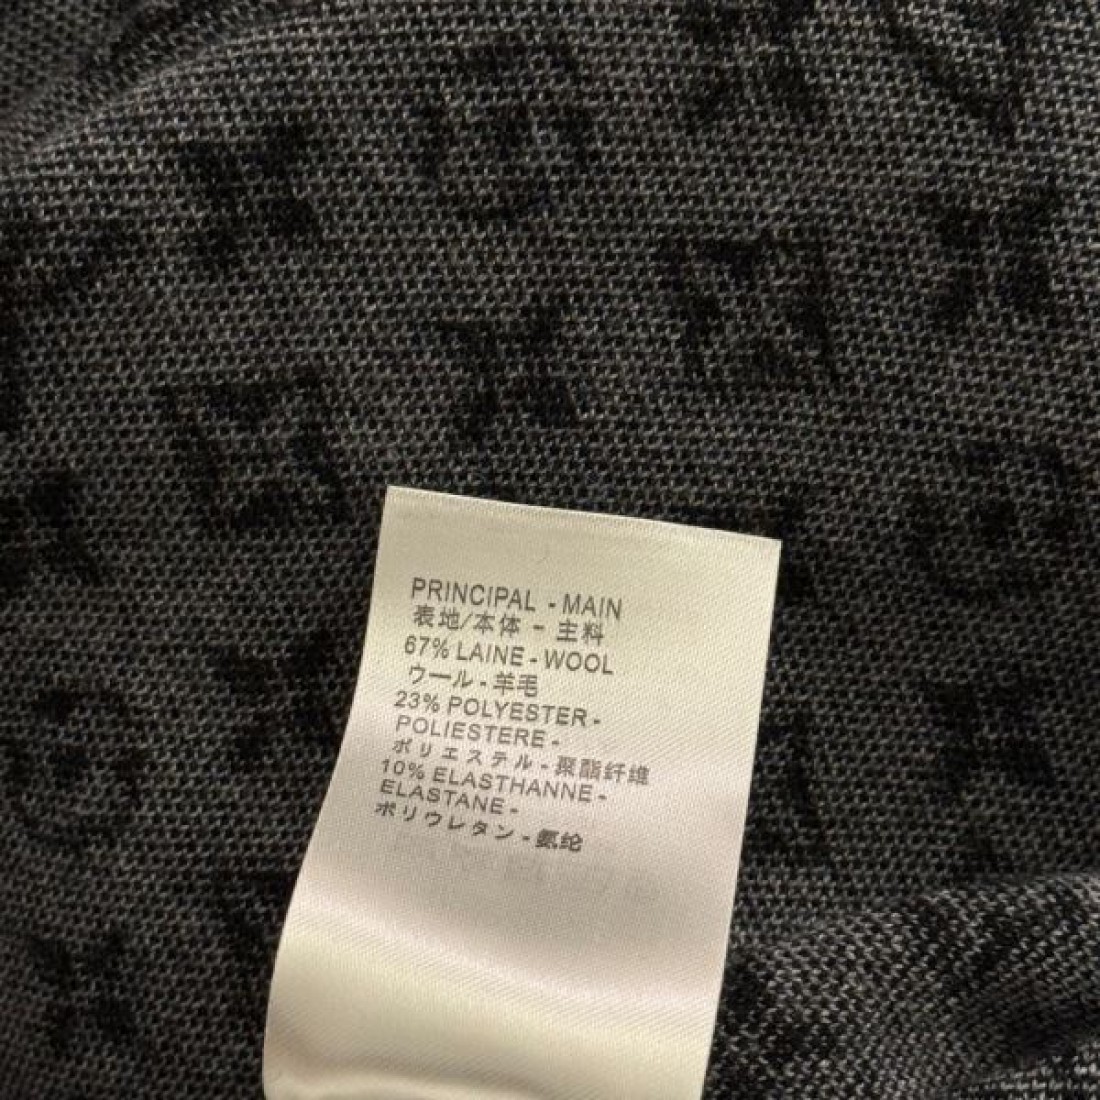 PRINCIPAL - MAIN
表地/本体 - 主料
67% LAINE - WOOL
ウール - 羊毛
23% POLYESTER -
POLIESTERE -
ポリエステル - 聚酯纤维
10% ELASTHANNE -
ELASTANE -
ポリウレタン - 氨纶